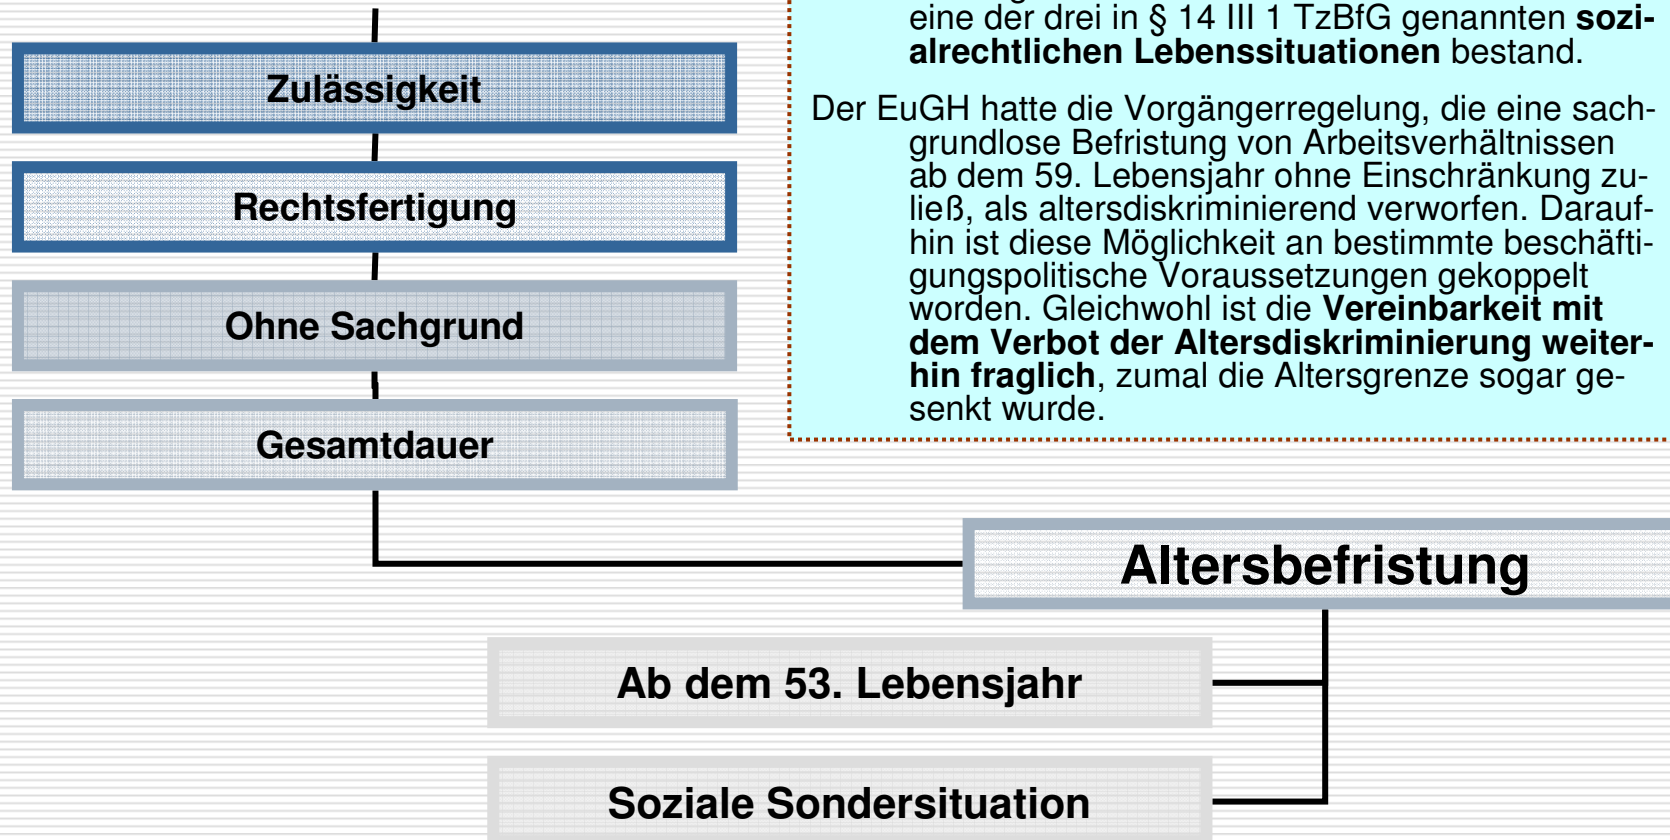 eine der drei in § 14 III 1 TzBfG genannten sozi-
alrechtlichen Lebenssituationen bestand.
Der EuGH hatte die Vorgängerregelung, die eine sach-
grundlose Befristung von Arbeitsverhältnissen
ab dem 59. Lebensjahr ohne Einschränkung zu-
ließ, als altersdiskriminierend verworfen. Darauf-
hin ist diese Möglichkeit an bestimmte beschäfti-
gungspolitische Voraussetzungen gekoppelt
worden. Gleichwohl ist die Vereinbarkeit mit
dem Verbot der Altersdiskriminierung weiter-
hin fraglich, zumal die Altersgrenze sogar ge-
senkt wurde.
Zulässigkeit
Rechtsfertigung
Ohne Sachgrund
Gesamtdauer
Altersbefristung
Ab dem 53. Lebensjahr
Soziale Sondersituation